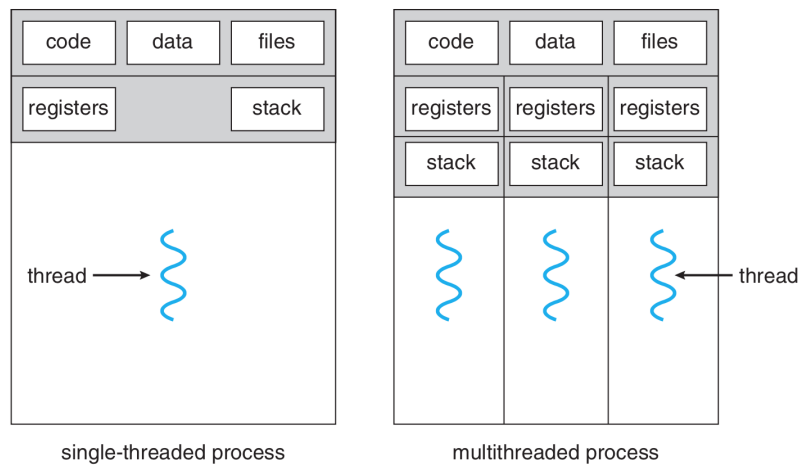 code data files
registers stack
thread
single-threaded process
code data files
registers registers registers
stack stack stack
thread
multithreaded process